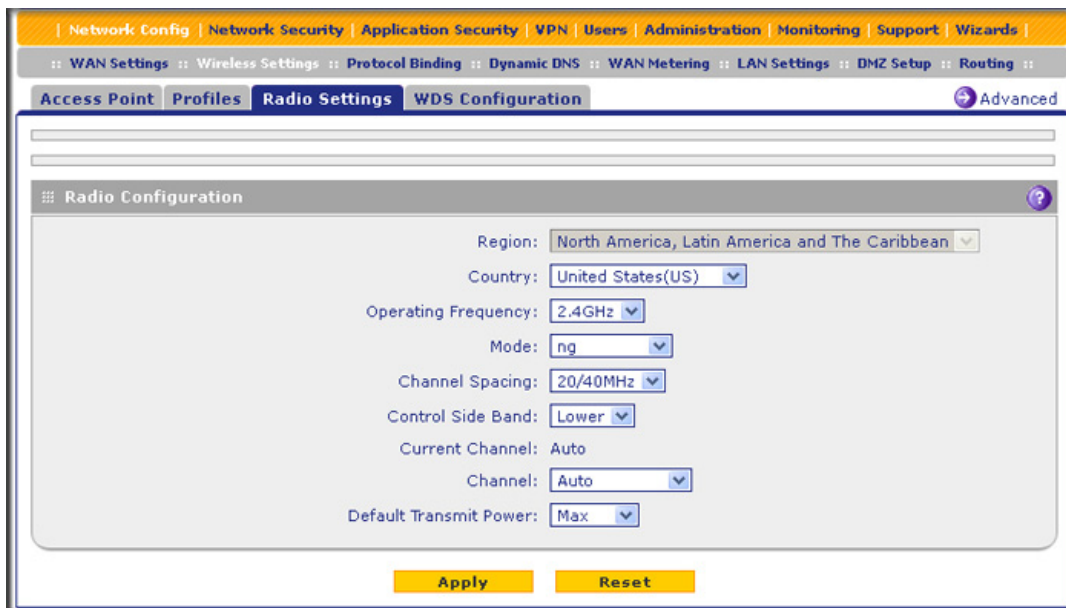 | Network Config | Network Security | Application Security | VPN | Users | Administration | Monitoring | Support | Wizards |
:: WAN Settings :: Wireless Settings :: Protocol Binding :: Dynamic DNS :: WAN Metering :: LAN Settings :: DMZ Setup :: Routing ::
Access Point Profiles Radio Settings WDS Configuration Advanced
Radio Configuration ?
Region: North America, Latin America and The Caribbean
Country: United States(US)
Operating Frequency: 2.4GHz
Mode: ng
Channel Spacing: 20/40MHz
Control Side Band: Lower
Current Channel: Auto
Channel: Auto
Default Transmit Power: Max
Apply Reset